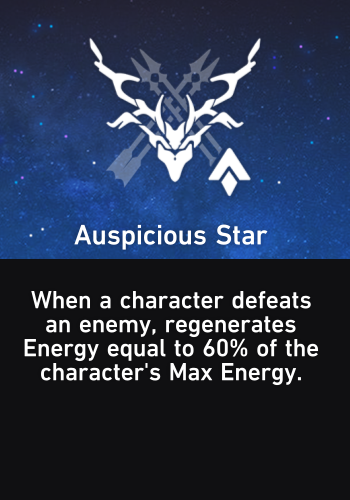 Auspicious Star
When a character defeats
an enemy, regenerates
Energy equal to 60% of the
character's Max Energy.